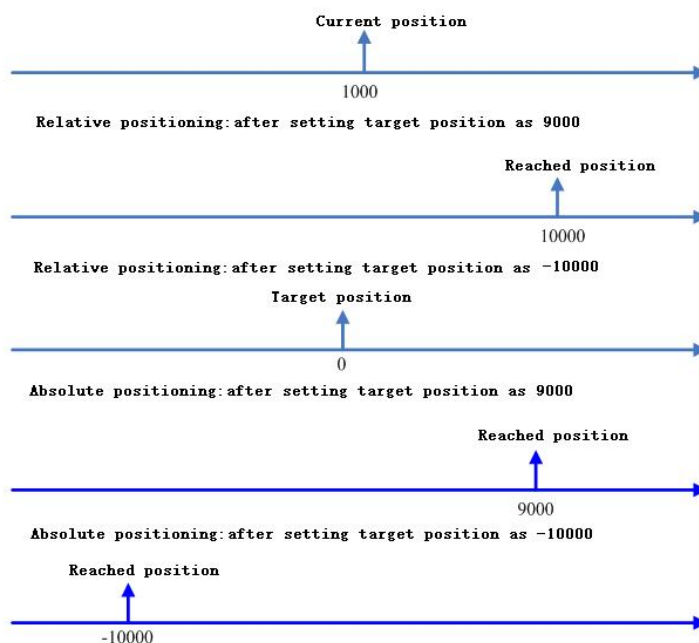 Current position
1000
Relative positioning:after setting target position as 9000
Reached position
10000
Relative positioning:after setting target position as -10000
Target position
0
Absolute positioning:after setting target position as 9000
Reached position
9000
Absolute positioning:after setting target position as -10000
Reached position
-10000